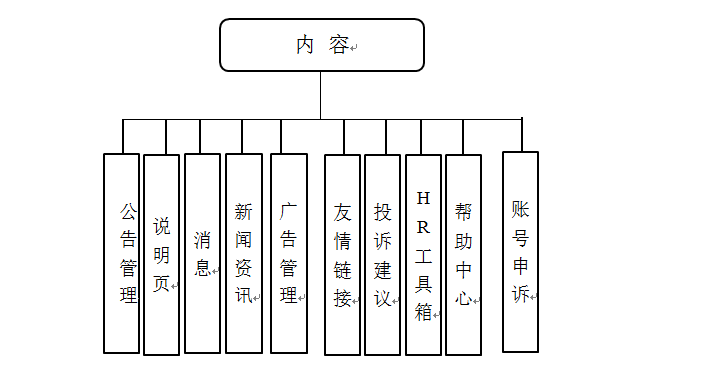 内 容
公告管理
说明页
消息
新闻资讯
广告管理
友情链接
投诉建议
HR工具箱
帮助中心
账号申诉